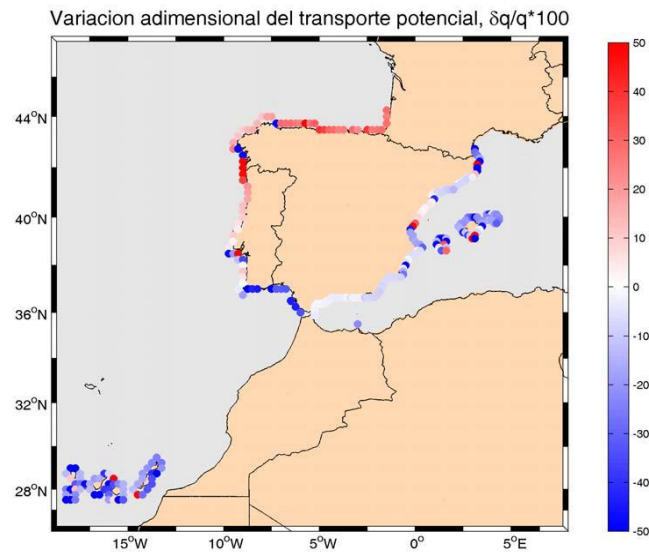 Variacion adimensional del transporte potencial, δq/q*100
44°N
40°N
36°N
32°N
28°N
15°W
10°W
5°W
0°
5°E
50
40
30
20
10
0
-10
-20
-30
-40
-50